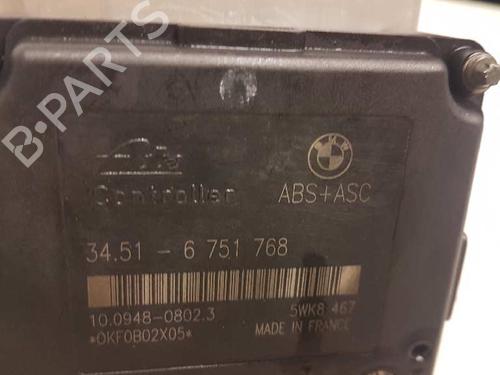 B-PARTS
BMW
Controller
ABS+ASC
34.51 - 6 751 768
10.0948-0802.3
5WK8 467
*0KF0B02X05*
MADE IN FRANCE